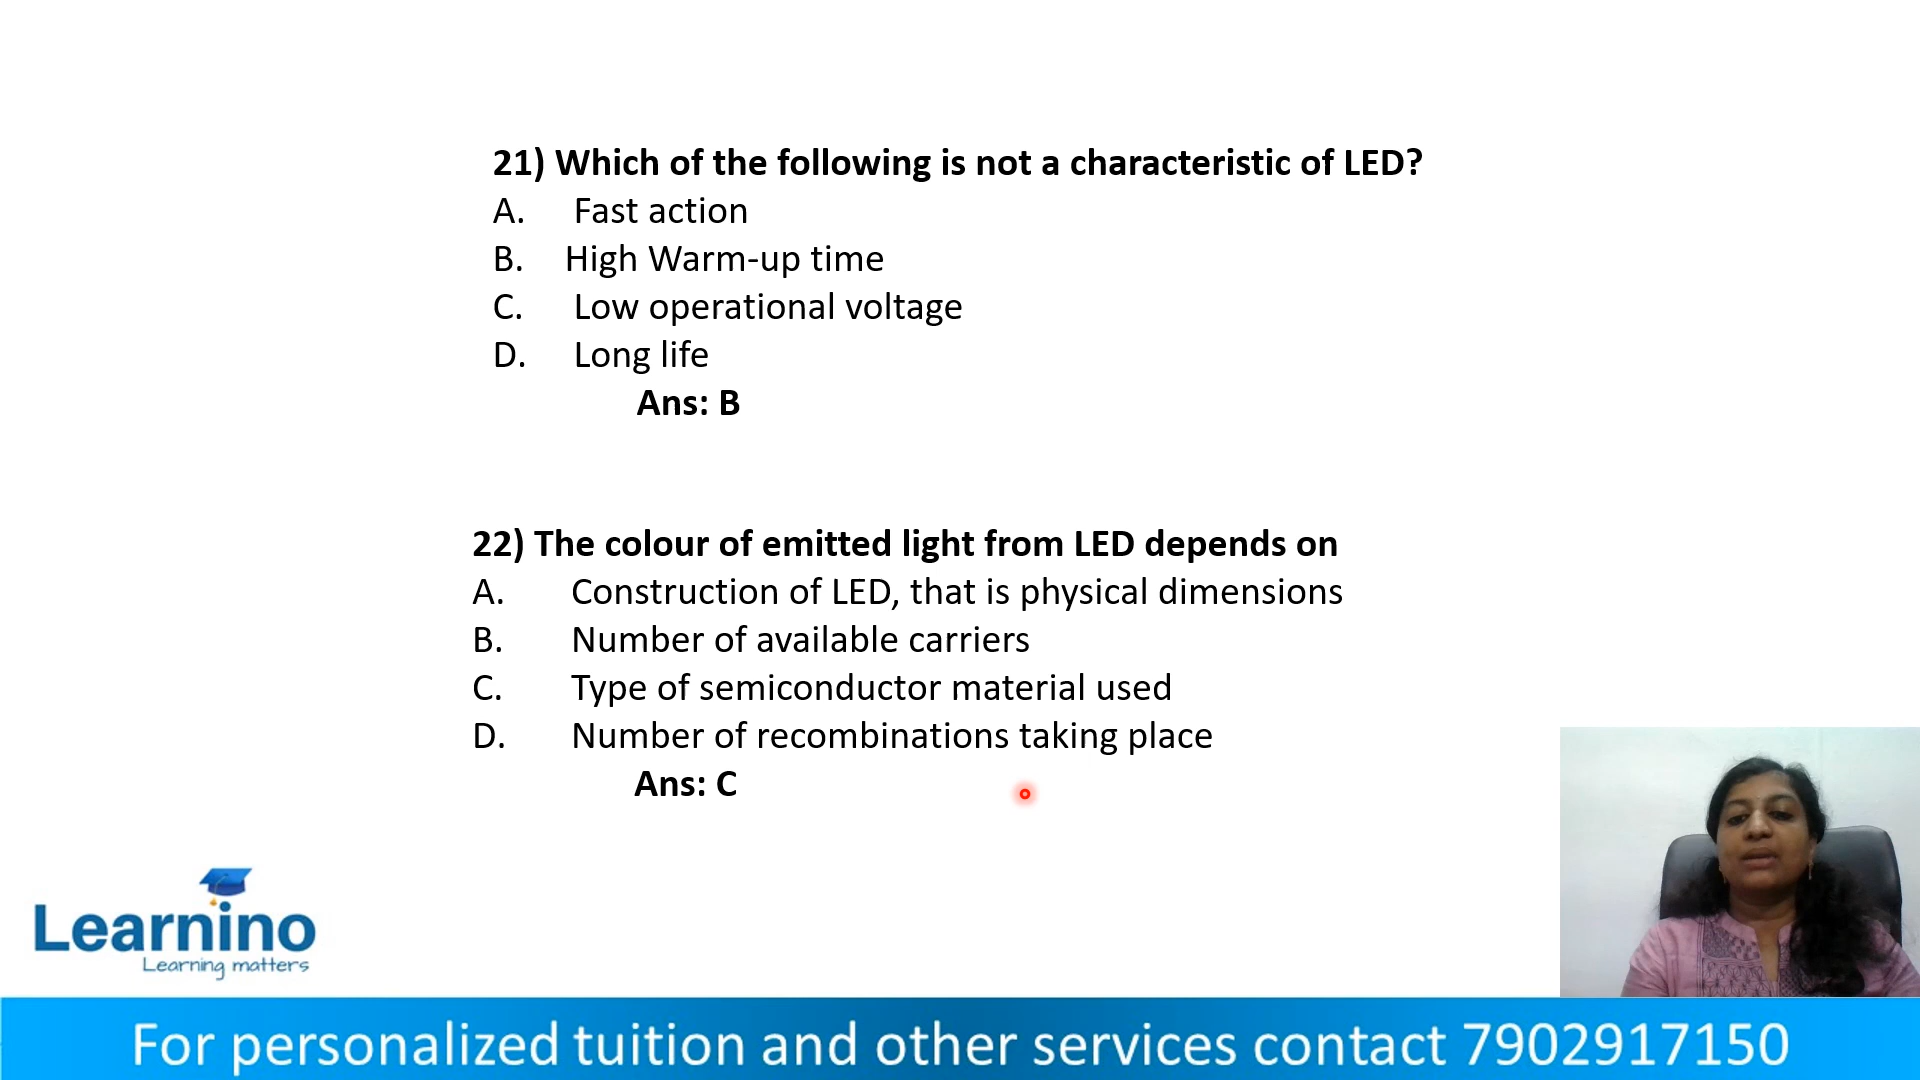 21) Which of the following is not a characteristic of LED?
A. Fast action
B. High Warm-up time
C. Low operational voltage
D. Long life
Ans: B
22) The colour of emitted light from LED depends on
A. Construction of LED, that is physical dimensions
B. Number of available carriers
C. Type of semiconductor material used
D. Number of recombinations taking place
Ans: C
Learnino
Learning matters
For personalized tuition and other services contact 7902917150